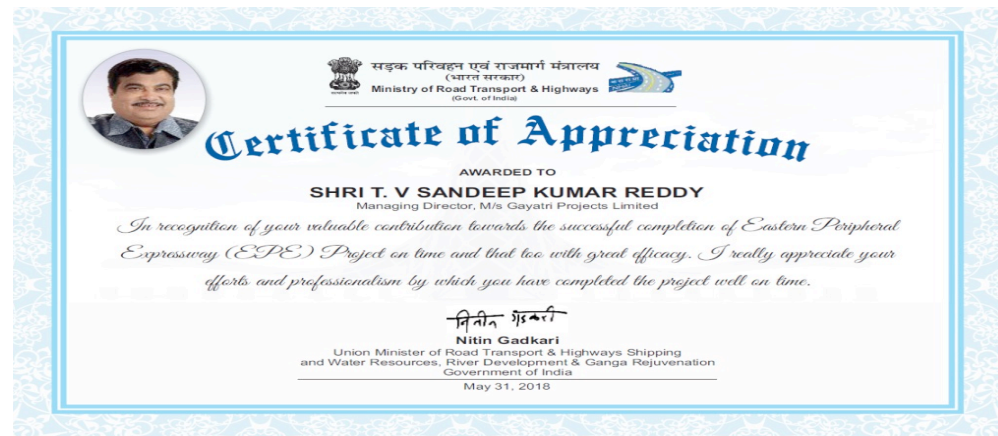 सड़क परिवहन एवं राजमार्ग मंत्रालय
(भारत सरकार)
Ministry of Road Transport & Highways
(Govt. of India)
Certificate of Appreciation
AWARDED TO
SHRI T. V SANDEEP KUMAR REDDY
Managing Director, M/s Gayatri Projects Limited
In recognition of your valuable contribution towards the successful completion of Eastern Peripheral
Expressway (EPE) Project on time and that too with great efficacy. I really appreciate your
efforts and professionalism by which you have completed the project well on time.
नितीन गडकरी
Nitin Gadkari
Union Minister of Road Transport & Highways Shipping
and Water Resources, River Development & Ganga Rejuvenation
Government of India
May 31, 2018